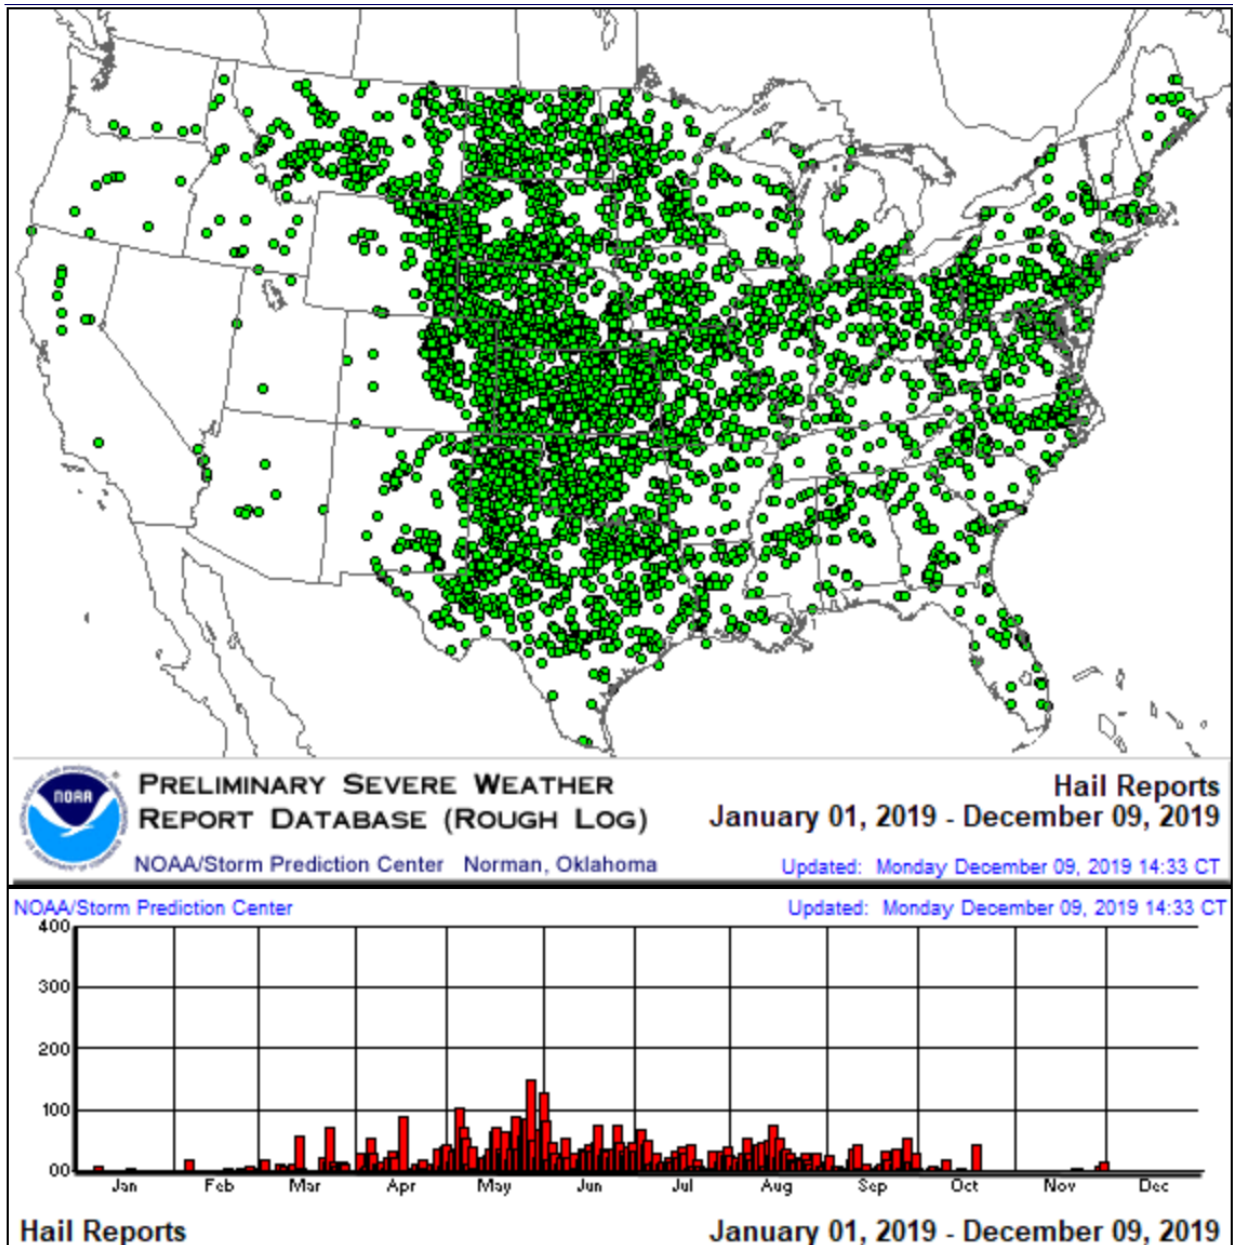 NOAA
PRELIMINARY SEVERE WEATHER
REPORT DATABASE (ROUGH LOG)
NOAA/Storm Prediction Center Norman, Oklahoma
Hail Reports
January 01, 2019 - December 09, 2019
Updated: Monday December 09, 2019 14:33 CT
NOAA/Storm Prediction Center Updated: Monday December 09, 2019 14:33 CT
400
300
200
100
00
Jan Feb Mar Apr May Jun Jul Aug Sep Oct Nov Dec
Hail Reports January 01, 2019 - December 09, 2019